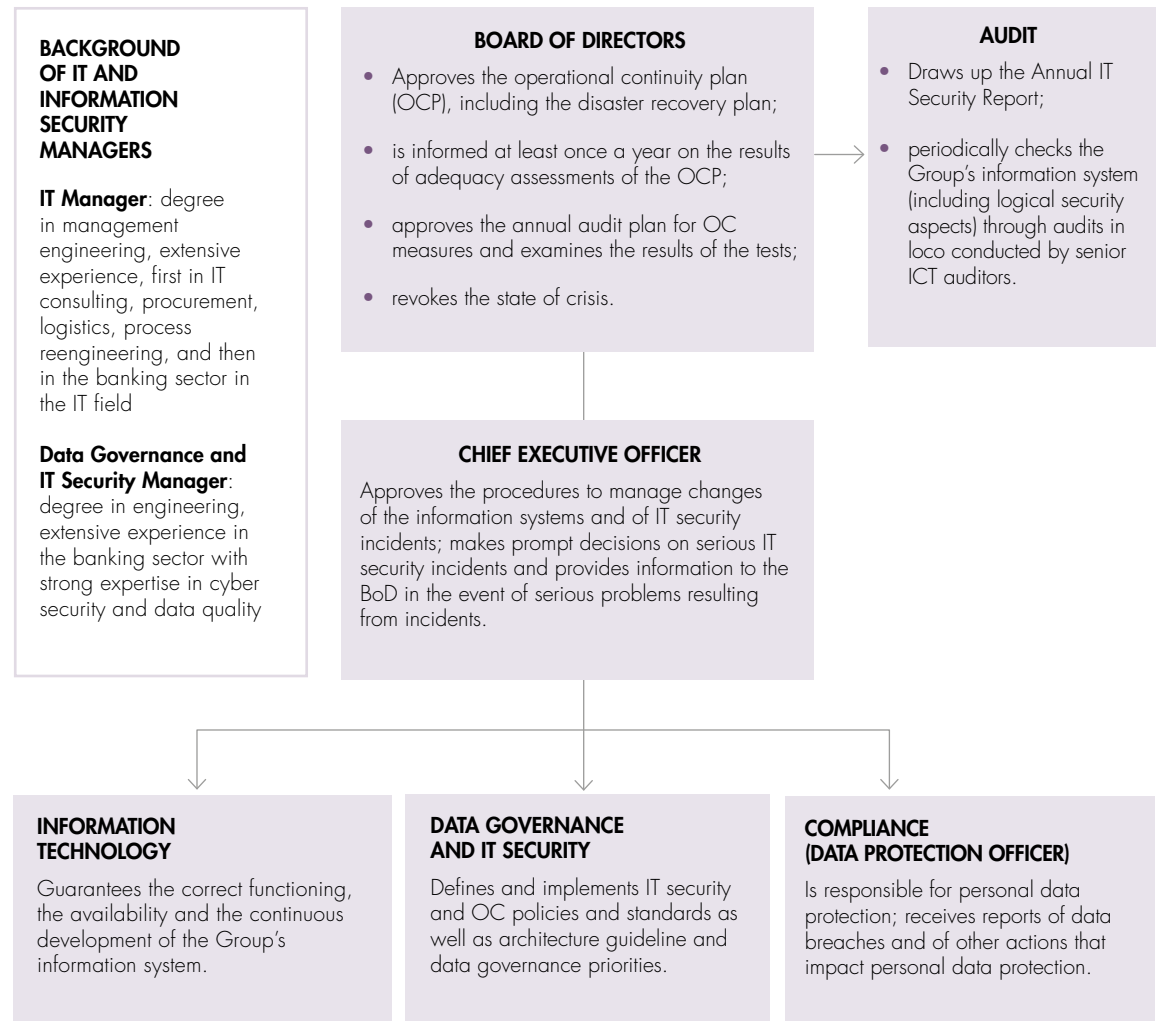 BACKGROUND
OF IT AND
INFORMATION
SECURITY
MANAGERS
IT Manager: degree
in management
engineering, extensive
experience, first in IT
consulting, procurement,
logistics, process
reengineering, and then
in the banking sector in
the IT field
Data Governance and
IT Security Manager:
degree in engineering,
extensive experience in
the banking sector with
strong expertise in cyber
security and data quality
BOARD OF DIRECTORS
• Approves the operational continuity plan
(OCP), including the disaster recovery plan;
• is informed at least once a year on the results
of adequacy assessments of the OCP;
• approves the annual audit plan for OC
measures and examines the results of the tests;
• revokes the state of crisis.
AUDIT
• Draws up the Annual IT
Security Report;
• periodically checks the
Group's information system
(including logical security
aspects) through audits in
loco conducted by senior
ICT auditors.
CHIEF EXECUTIVE OFFICER
Approves the procedures to manage changes
of the information systems and of IT security
incidents; makes prompt decisions on serious IT
security incidents and provides information to the
BoD in the event of serious problems resulting
from incidents.
INFORMATION
TECHNOLOGY
Guarantees the correct functioning,
the availability and the continuous
development of the Group's
information system.
DATA GOVERNANCE
AND IT SECURITY
Defines and implements IT security
and OC policies and standards as
well as architecture guideline and
data governance priorities.
COMPLIANCE
(DATA PROTECTION OFFICER)
Is responsible for personal data
protection; receives reports of data
breaches and of other actions that
impact personal data protection.